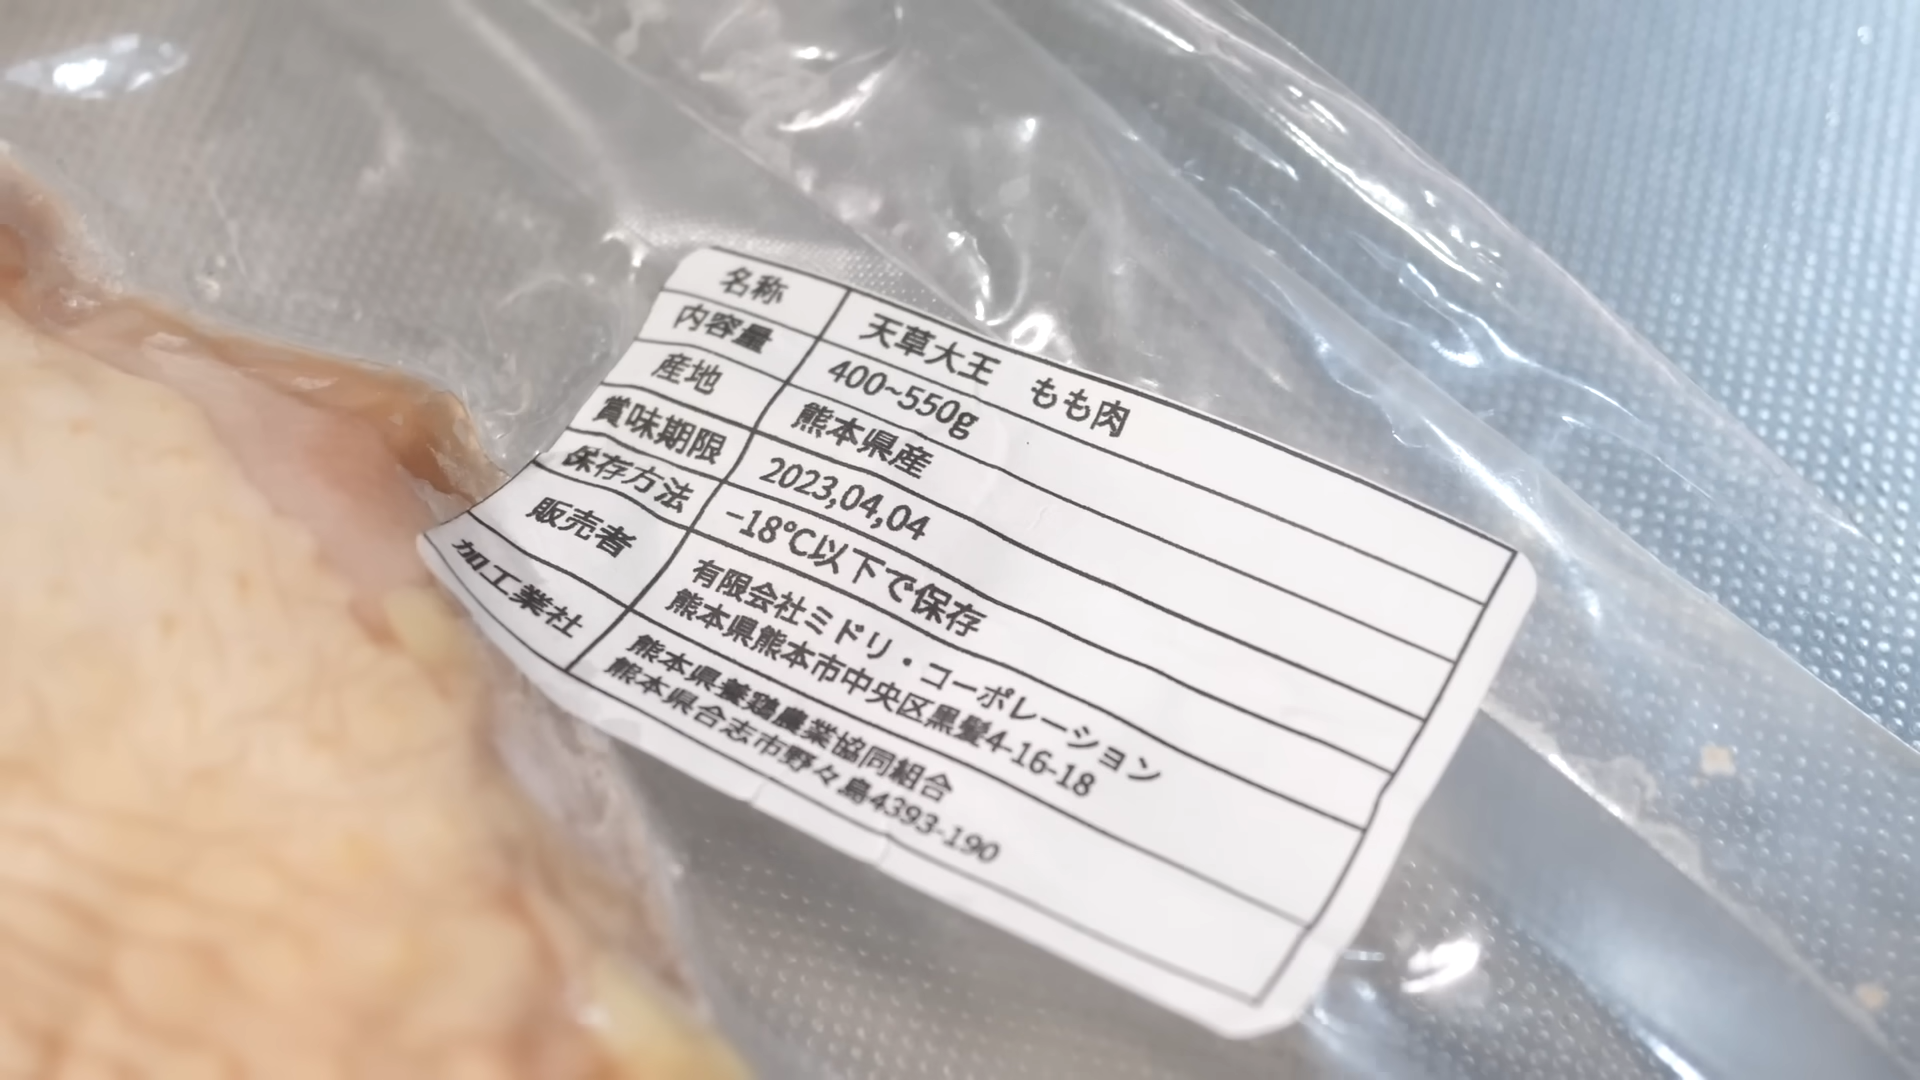 名称 天草大王 もも肉
内容量 400~550g
産地 熊本県産
賞味期限 2023,04,04
保存方法 -18℃以下で保存
販売者 有限会社ミドリ・コーポレーション
熊本県熊本市中央区黒髪4-16-18
加工業社 熊本県養鶏農業協同組合
熊本県合志市野々島4393-190